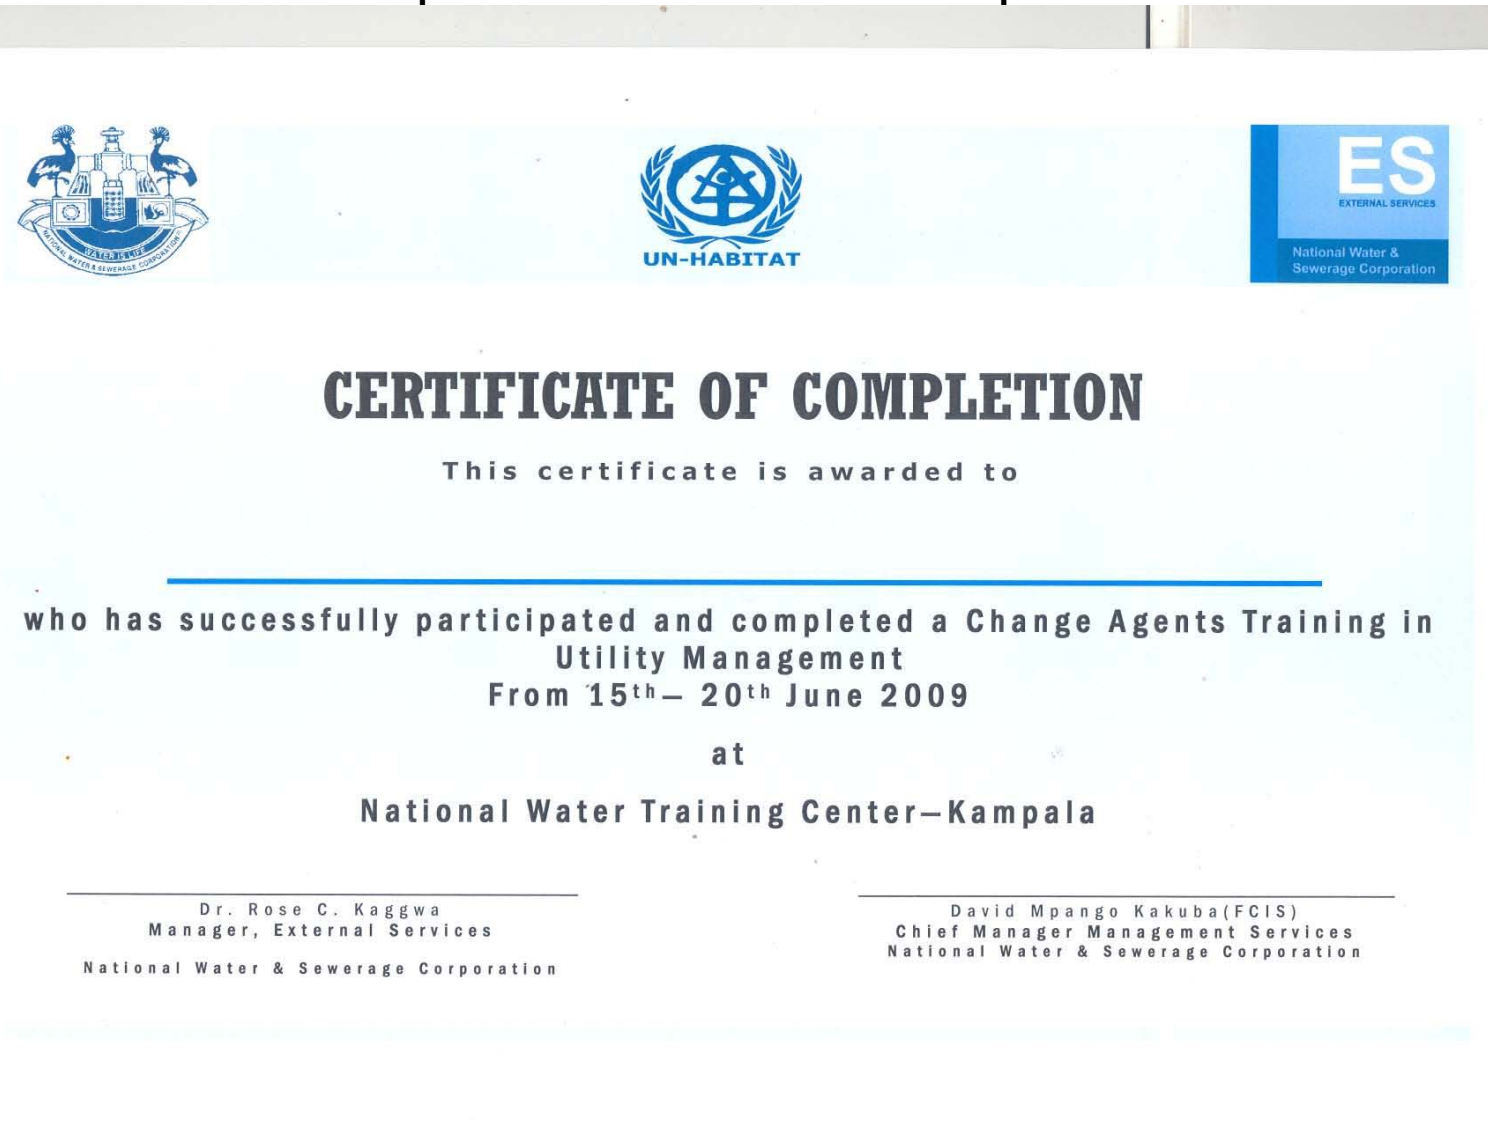 NATIONAL WATER & SEWERAGE CORPORATION
WATER IS LIFE
UN-HABITAT
ES
EXTERNAL SERVICES
National Water &
Sewerage Corporation
CERTIFICATE OF COMPLETION
This certificate is awarded to
who has successfully participated and completed a Change Agents Training in
Utility Management
From 15th– 20th June 2009
at
National Water Training Center–Kampala
Dr. Rose C. Kaggwa
Manager, External Services
National Water & Sewerage Corporation
David Mpango Kakuba(FCIS)
Chief Manager Management Services
National Water & Sewerage Corporation